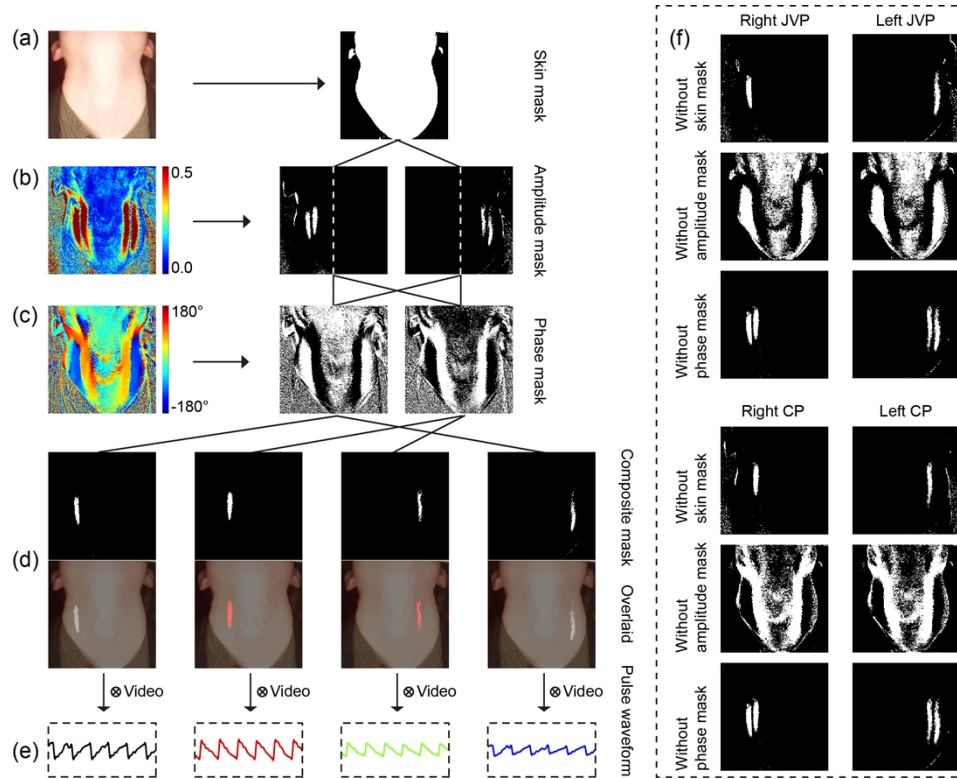 (a)
Skin mask
(b)
0.5
0.0
Amplitude mask
(c)
180°
-180°
Phase mask
Composite mask
(d)
Overlaid
⊗Video
⊗Video
⊗Video
⊗Video
Pulse waveform
(e)
(f)
Right JVP
Left JVP
Without
skin mask
Without
amplitude mask
Without
phase mask
Right CP
Left CP
Without
skin mask
Without
amplitude mask
Without
phase mask